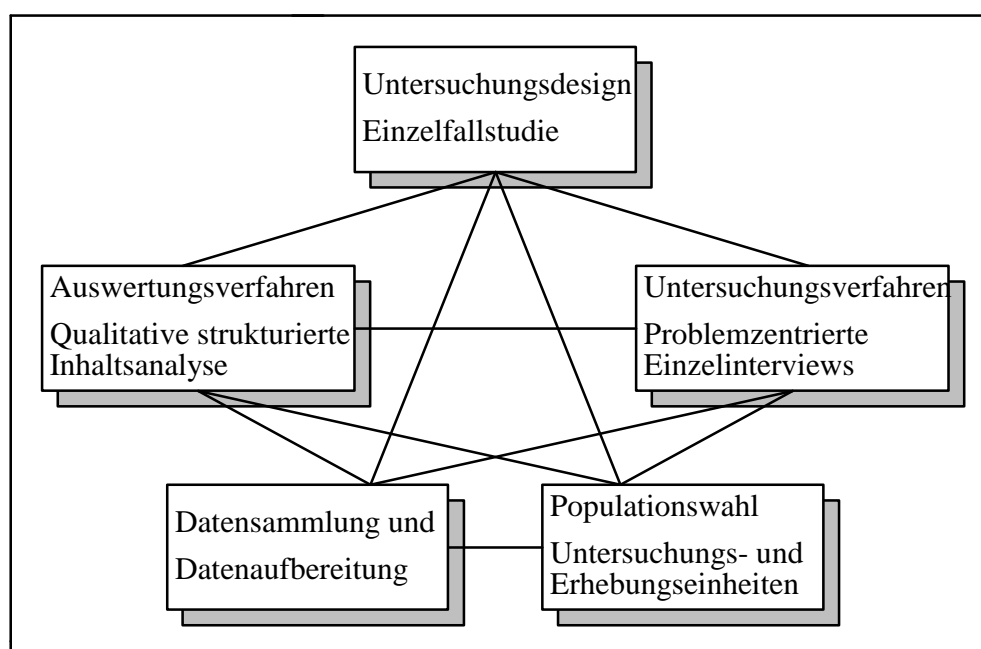 Untersuchungsdesign
Einzelfallstudie
Auswertungsverfahren
Qualitative strukturierte
Inhaltsanalyse
Untersuchungsverfahren
Problemzentrierte
Einzelinterviews
Datensammlung und
Datenaufbereitung
Populationswahl
Untersuchungs- und
Erhebungseinheiten